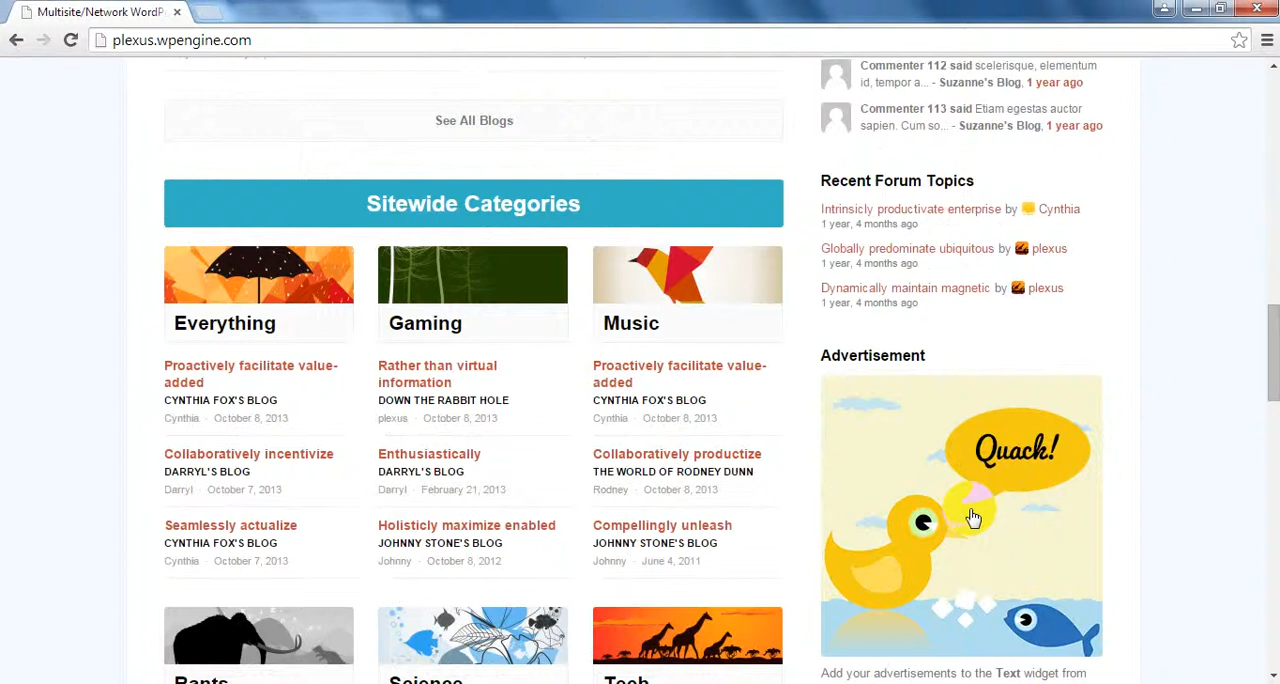 Multisite/Network WordP
plexus.wpengine.com
Commenter 112 said scelerisque, elementum
id, tempor a... - Suzanne's Blog, 1 year ago
Commenter 113 said Etiam egestas auctor
sapien. Cum so... - Suzanne's Blog, 1 year ago
See All Blogs
Recent Forum Topics
Intrinsicly productivate enterprise by Cynthia
1 year, 4 months ago
Globally predominate ubiquitous by plexus
1 year, 4 months ago
Dynamically maintain magnetic by plexus
1 year, 4 months ago
Sitewide Categories
Everything
Proactively facilitate value-
added
CYNTHIA FOX'S BLOG
Cynthia · October 8, 2013
Collaboratively incentivize
DARRYL'S BLOG
Darryl · October 7, 2013
Seamlessly actualize
CYNTHIA FOX'S BLOG
Cynthia · October 7, 2013
Gaming
Rather than virtual
information
DOWN THE RABBIT HOLE
plexus · October 8, 2013
Enthusiastically
DARRYL'S BLOG
Darryl · February 21, 2013
Holisticly maximize enabled
JOHNNY STONE'S BLOG
Johnny · October 8, 2012
Music
Proactively facilitate value-
added
CYNTHIA FOX'S BLOG
Cynthia · October 8, 2013
Collaboratively productize
THE WORLD OF RODNEY DUNN
Rodney · October 8, 2013
Compellingly unleash
JOHNNY STONE'S BLOG
Johnny · June 4, 2011
Advertisement
Quack!
Add your advertisements to the Text widget from
Rants
Science
Tech